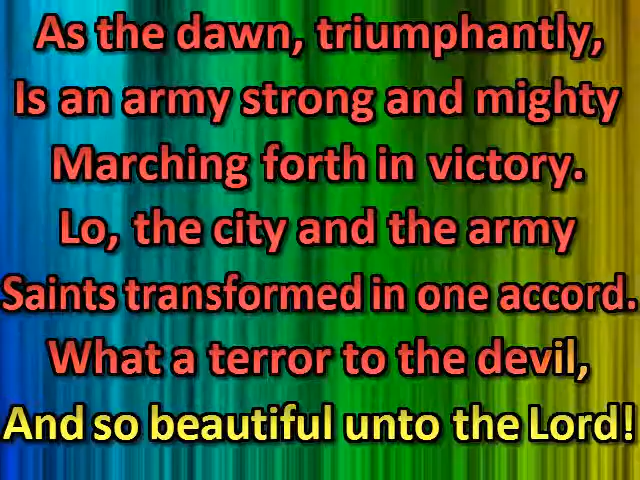 As the dawn, triumphantly,
Is an army strong and mighty
Marching forth in victory.
Lo, the city and the army
Saints transformed in one accord.
What a terror to the devil,
And so beautiful unto the Lord!